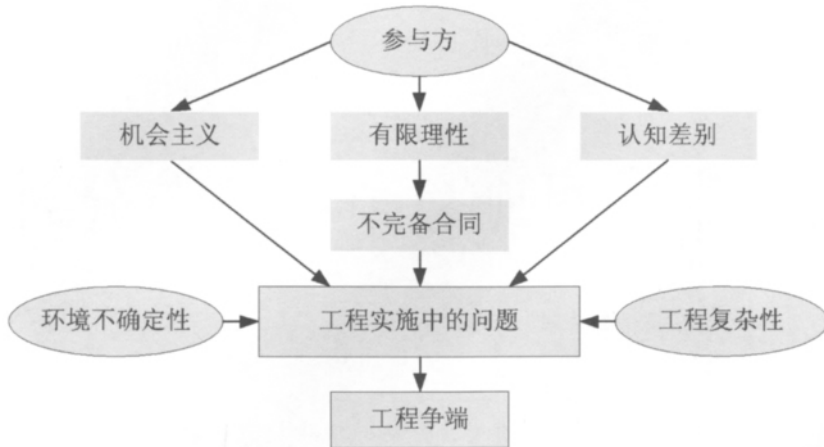 参与方
机会主义
有限理性
认知差别
不完备合同
环境不确定性
工程实施中的问题
工程复杂性
工程争端